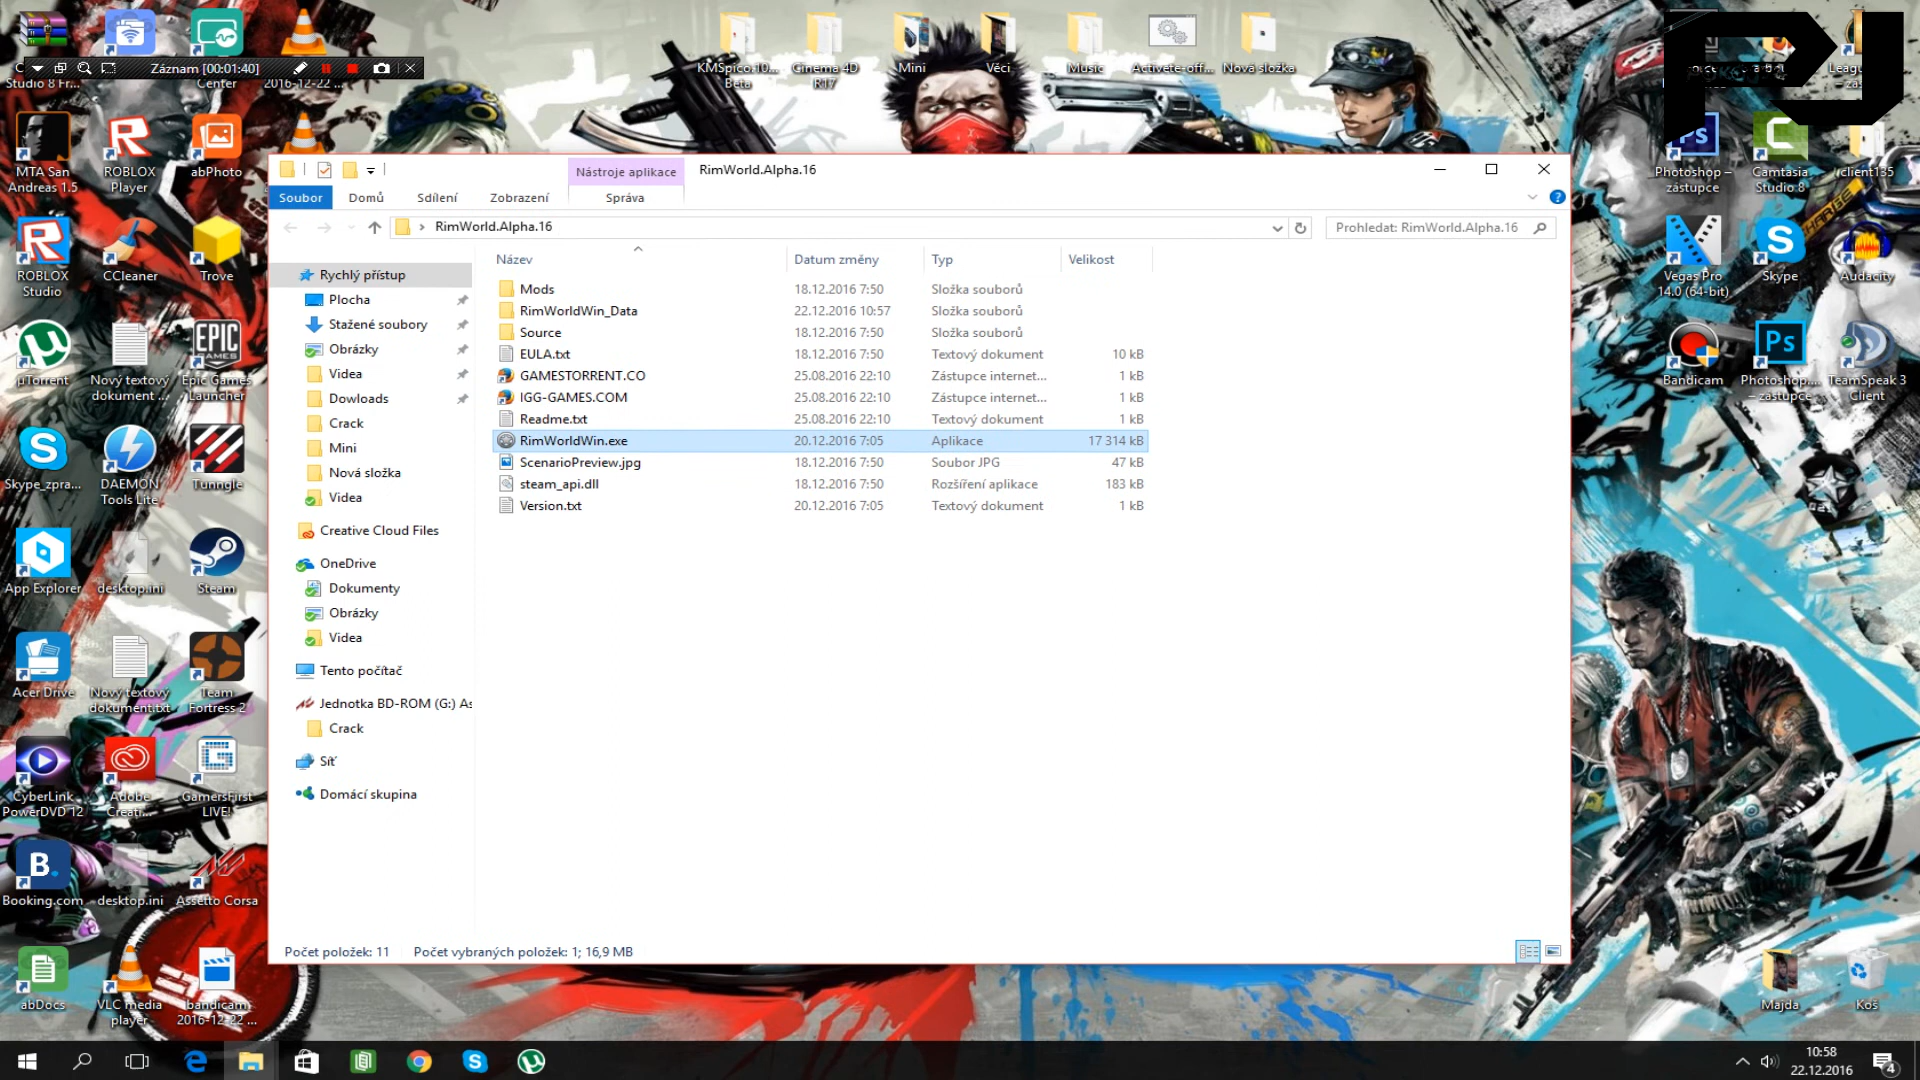 Studio 8 Fr...
Center
2016-12-22 ...
Záznam [00:01:40]
KMSpico.10...
Beta
Cinema 4D
R17
Mini
Věci
Music
Activete-off...
Nová složka
MTA San
Andreas 1.5
ROBLOX
Player
abPhoto
ROBLOX
Studio
CCleaner
Trove
µTorrent
Nový textový
dokument ...
Epic Games
Launcher
EPIC
GAMES
Skype_zpra...
DAEMON
Tools Lite
Tunngle
App Explorer
desktop.ini
Steam
Acer Drive
Nový textový
dokument.txt
Team
Fortress 2
CyberLink
PowerDVD 12
Adobe
Creati...
GamersFirst
LIVE!
B.
Booking.com
desktop.ini
Assetto Corsa
abDocs
VLC media
player
bandicam
2016-12-22 ...
Nástroje aplikace
RimWorld.Alpha.16
Soubor
Domů
Sdílení
Zobrazení
Správa
RimWorld.Alpha.16
Prohledat: RimWorld.Alpha.16
Rychlý přístup
Plocha
Stažené soubory
Obrázky
Videa
Dowloads
Crack
Mini
Nová složka
Videa
Creative Cloud Files
OneDrive
Dokumenty
Obrázky
Videa
Tento počítač
Jednotka BD-ROM (G:) As
Crack
Síť
Domácí skupina
Název Datum změny Typ Velikost
Mods 18.12.2016 7:50 Složka souborů
RimWorldWin_Data 22.12.2016 10:57 Složka souborů
Source 18.12.2016 7:50 Složka souborů
EULA.txt 18.12.2016 7:50 Textový dokument 10 kB
GAMESTORRENT.CO 25.08.2016 22:10 Zástupce internet... 1 kB
IGG-GAMES.COM 25.08.2016 22:10 Zástupce internet... 1 kB
Readme.txt 25.08.2016 22:10 Textový dokument 1 kB
RimWorldWin.exe 20.12.2016 7:05 Aplikace 17 314 kB
ScenarioPreview.jpg 18.12.2016 7:50 Soubor JPG 47 kB
steam_api.dll 18.12.2016 7:50 Rozšíření aplikace 183 kB
Version.txt 20.12.2016 7:05 Textový dokument 1 kB
Počet položek: 11 Počet vybraných položek: 1; 16,9 MB
Ps
Photoshop –
zástupce
Camtasia
Studio 8
client135
Vegas Pro
14.0 (64-bit)
Skype
Audacity
Bandicam
Ps
Photoshop....
– zástupce
TeamSpeak 3
Client
Majda
Koš
10:58
22.12.2016
4